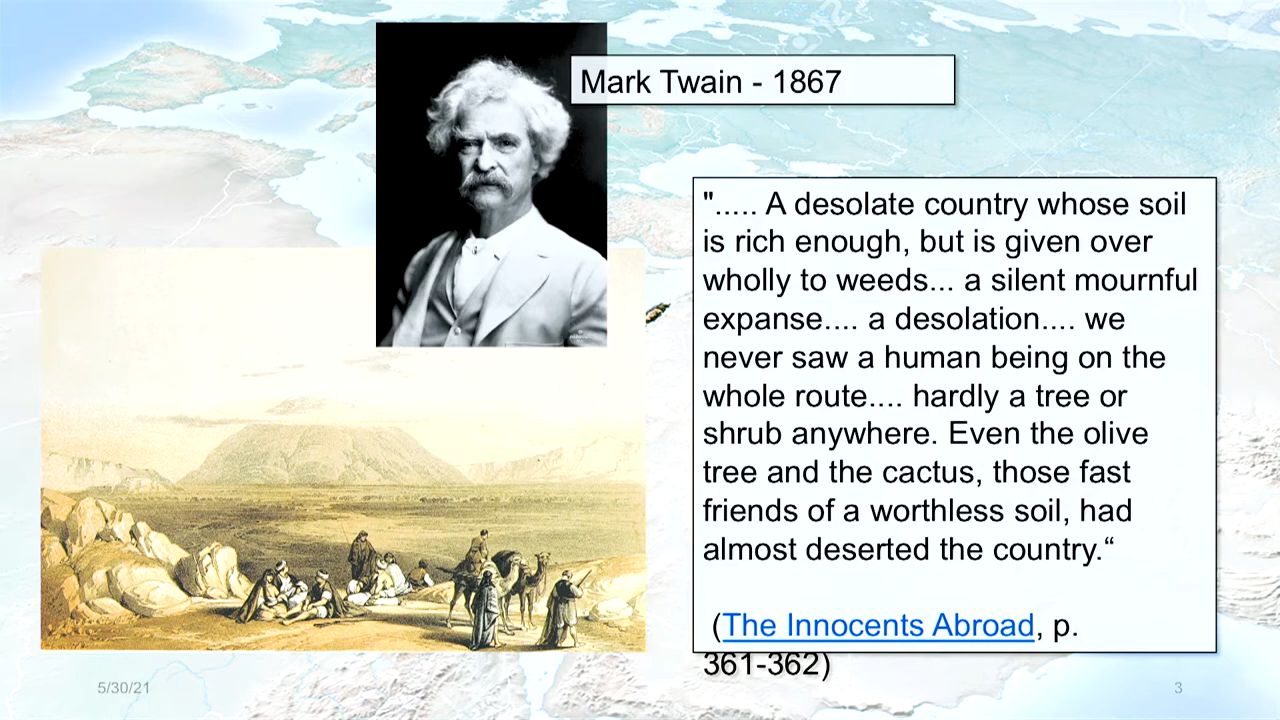 Mark Twain - 1867
"..... A desolate country whose soil
is rich enough, but is given over
wholly to weeds... a silent mournful
expanse.... a desolation.... we
never saw a human being on the
whole route.... hardly a tree or
shrub anywhere. Even the olive
tree and the cactus, those fast
friends of a worthless soil, had
almost deserted the country.“
(The Innocents Abroad, p.
361-362)
5/30/21
3